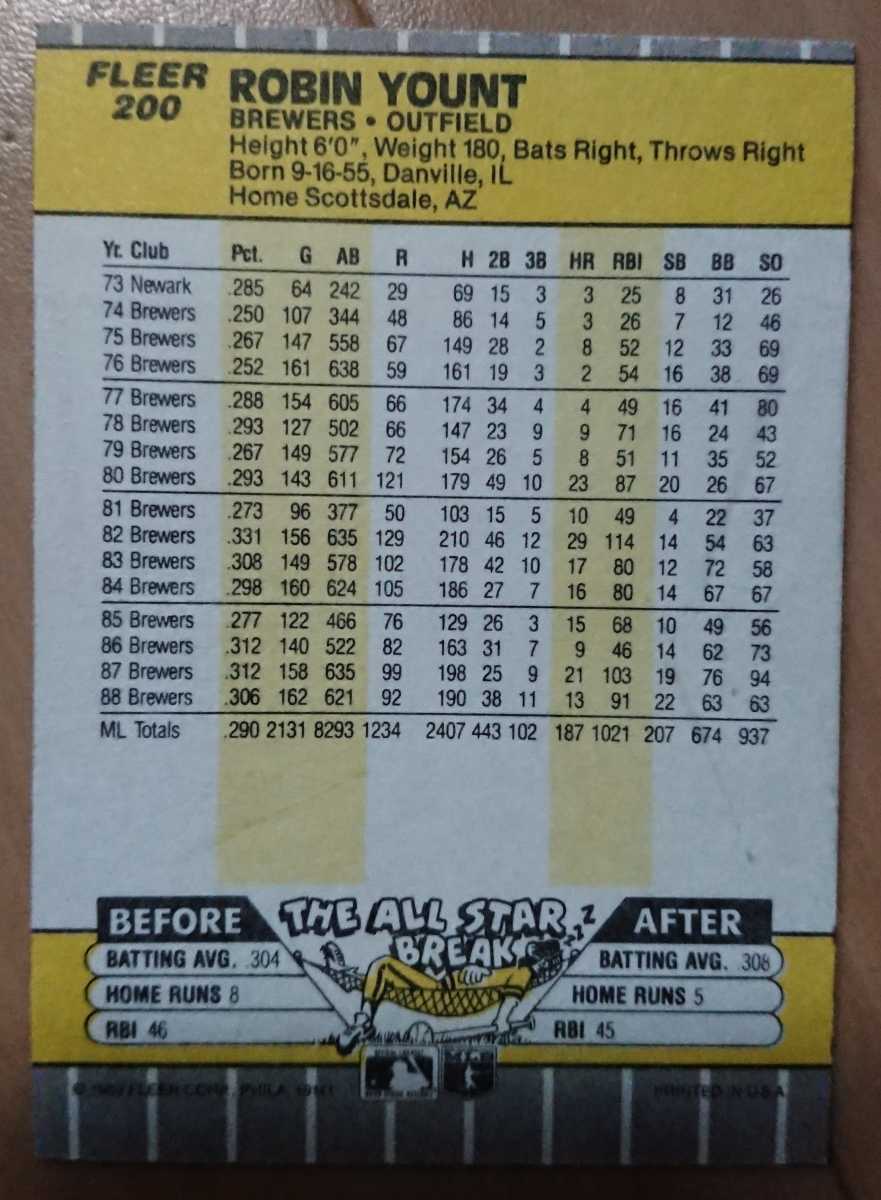 FLEER
200
ROBIN YOUNT
BREWERS • OUTFIELD
Height 6'0", Weight 180, Bats Right, Throws Right
Born 9-16-55, Danville, IL
Home Scottsdale, AZ
Yr. Club Pct. G AB R H 2B 3B HR RBI SB BB SO
73 Newark .285 64 242 29 69 15 3 3 25 8 31 26
74 Brewers .250 107 344 48 86 14 5 3 26 7 12 46
75 Brewers .267 147 558 67 149 28 2 8 52 12 33 69
76 Brewers .252 161 638 59 161 19 3 2 54 16 38 69
77 Brewers .288 154 605 66 174 34 4 4 49 16 41 80
78 Brewers .293 127 502 66 147 23 9 9 71 16 24 43
79 Brewers .267 149 577 72 154 26 5 8 51 11 35 52
80 Brewers .293 143 611 121 179 49 10 23 87 20 26 67
81 Brewers .273 96 377 50 103 15 5 10 49 4 22 37
82 Brewers .331 156 635 129 210 46 12 29 114 14 54 63
83 Brewers .308 149 578 102 178 42 10 17 80 12 72 58
84 Brewers .298 160 624 105 186 27 7 16 80 14 67 67
85 Brewers .277 122 466 76 129 26 3 15 68 10 49 56
86 Brewers .312 140 522 82 163 31 7 9 46 14 62 73
87 Brewers .312 158 635 99 198 25 9 21 103 19 76 94
88 Brewers .306 162 621 92 190 38 11 13 91 22 63 63
ML Totals .290 2131 8293 1234 2407 443 102 187 1021 207 674 937
BEFORE THE ALL STAR BREAK ZZZ AFTER
BATTING AVG. .304 BATTING AVG. .308
HOME RUNS 8 HOME RUNS 5
RBI 46 RBI 45
© 1989 FLEER CORP., PHILA. 19141 PRINTED IN U.S.A.